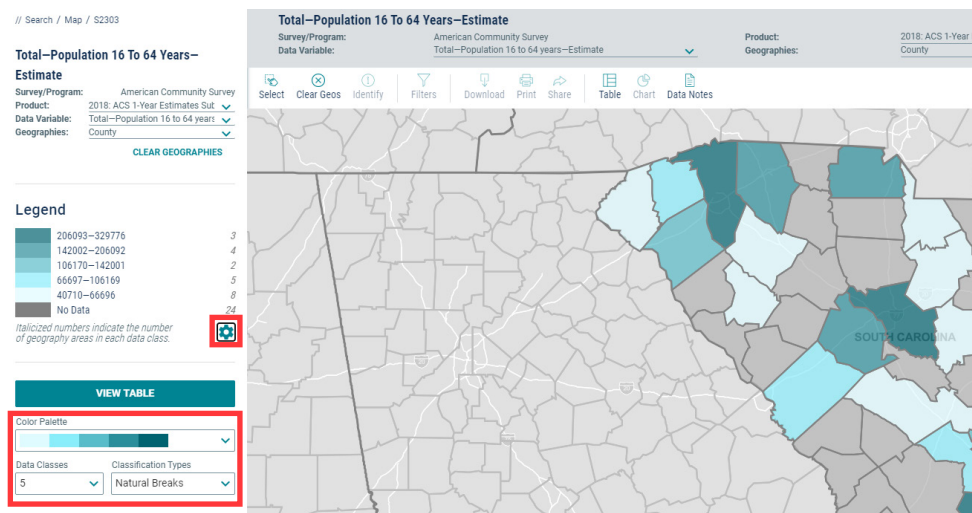 // Search / Map / S2303
Total—Population 16 To 64 Years—
Estimate
Survey/Program: American Community Survey
Product: 2018: ACS 1-Year Estimates Sut
Data Variable: Total—Population 16 to 64 years
Geographies: County
CLEAR GEOGRAPHIES
Legend
206093—329776 3
142002—206092 4
106170—142001 2
66697—106169 5
40710—66696 8
No Data 24
Italicized numbers indicate the number
of geography areas in each data class.
VIEW TABLE
Color Palette
Data Classes Classification Types
5 Natural Breaks
Total—Population 16 To 64 Years—Estimate
Survey/Program: American Community Survey Product: 2018: ACS 1-Year
Data Variable: Total—Population 16 to 64 years—Estimate Geographies: County
Select Clear Geos Identify Filters Download Print Share Table Chart Data Notes
SOUTH CAROLINA